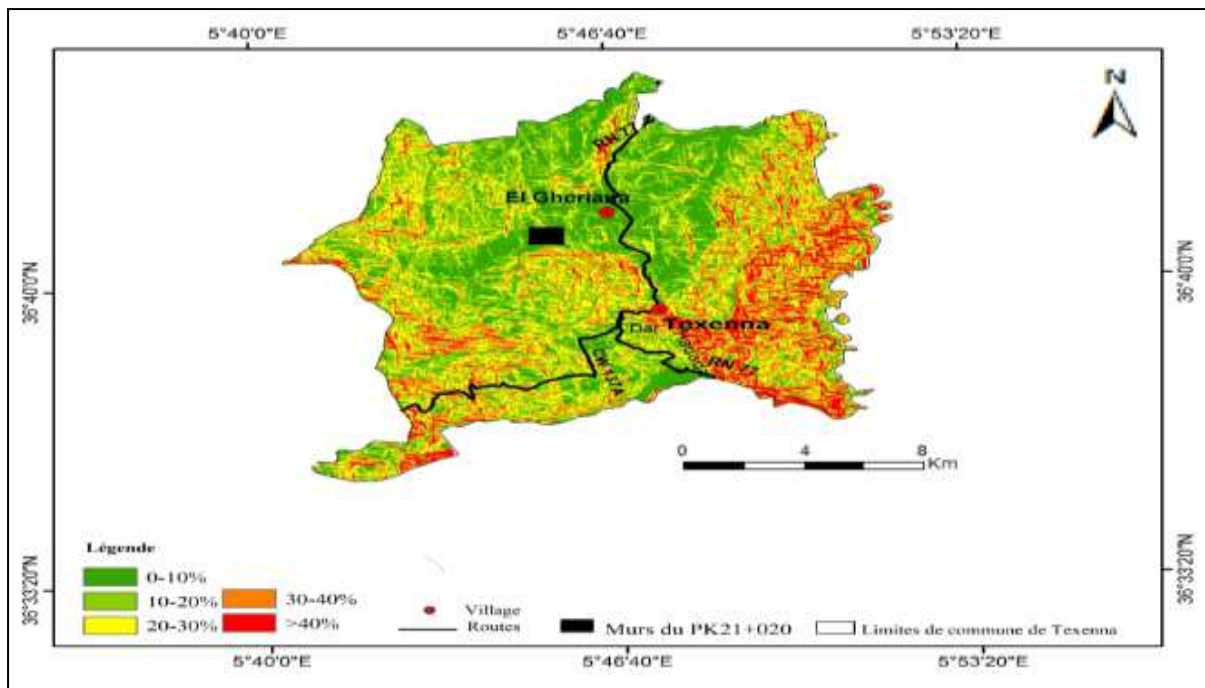 5°40'0"E 5°46'40"E 5°53'20"E
N
RN 77
El Gheriana
36°40'0"N
36°40'0"N
Texenna
Dar
RN 77
CW 137A
0 4 8
Km
Légende
0-10%
10-20%
20-30%
30-40%
>40%
Village
Routes
Murs du PK21+020
Limites de commune de Texenna
36°33'20"N
36°33'20"N
5°40'0"E 5°46'40"E 5°53'20"E